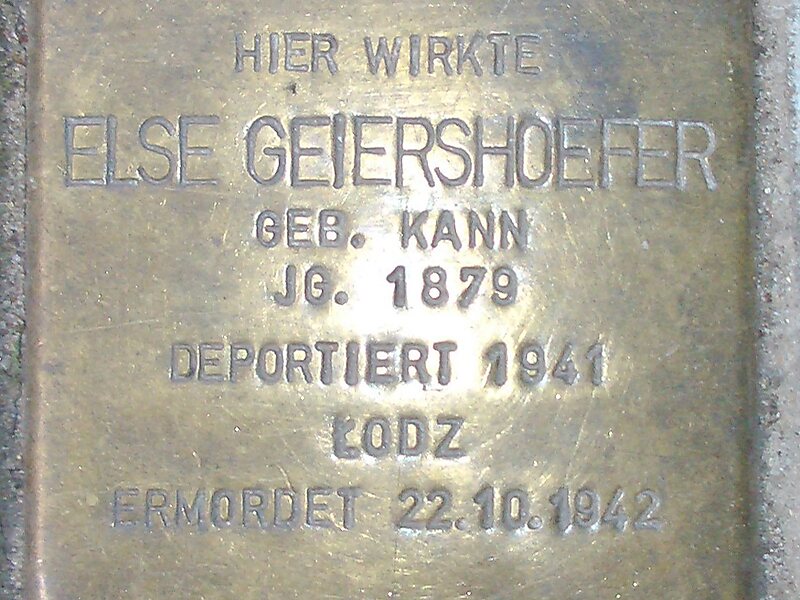 HIER WIRKTE
ELSE GEIERSHOEFER
GEB. KANN
JG. 1879
DEPORTIERT 1941
ŁODZ
ERMORDET 22.10.1942